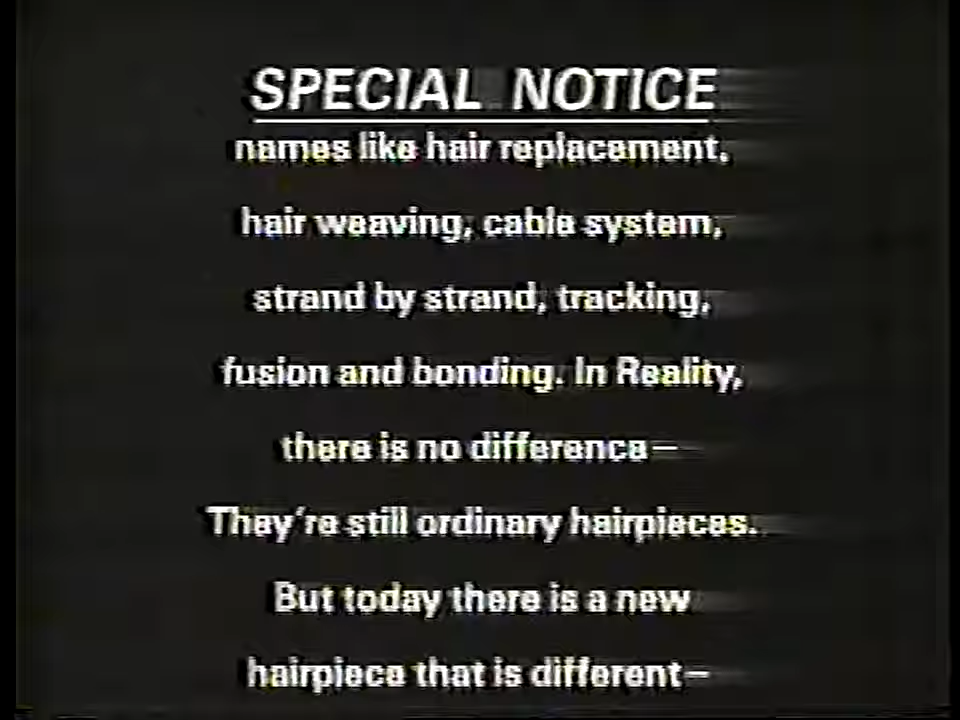 SPECIAL NOTICE
names like hair replacement,
hair weaving, cable system,
strand by strand, tracking,
fusion and bonding. In Reality,
there is no difference—
They're still ordinary hairpieces.
But today there is a new
hairpiece that is different—